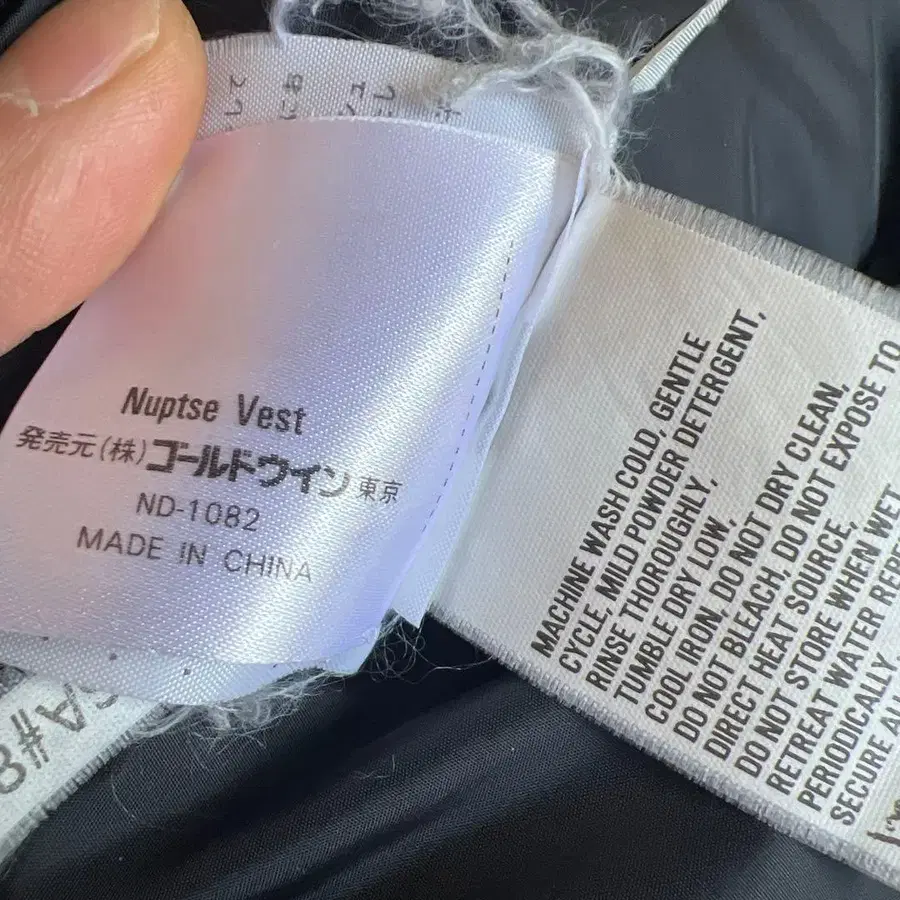 Nuptse Vest
発売元(株)ゴールドウイン東京
ND-1082
MADE IN CHINA
MACHINE WASH COLD, GENTLE
CYCLE, MILD POWDER DETERGENT,
RINSE THOROUGHLY,
TUMBLE DRY LOW,
COOL IRON, DO NOT DRY CLEAN,
DO NOT BLEACH, DO NOT EXPOSE TO
DIRECT HEAT SOURCE,
DO NOT STORE WHEN WET
RETREAT WATER
PERIODICALLY
SECURE